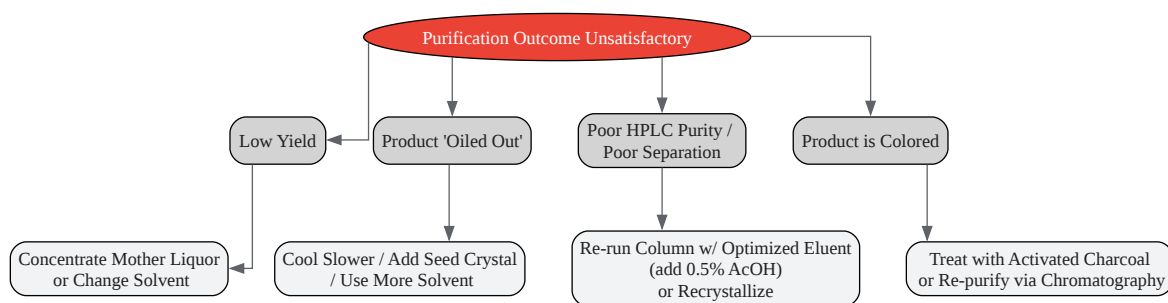 Purification Outcome Unsatisfactory
Low Yield
Product 'Oiled Out'
Poor HPLC Purity /
Poor Separation
Product is Colored
Concentrate Mother Liquor
or Change Solvent
Cool Slower / Add Seed Crystal
/ Use More Solvent
Re-run Column w/ Optimized Eluent
(add 0.5% AcOH)
or Recrystallize
Treat with Activated Charcoal
or Re-purify via Chromatography